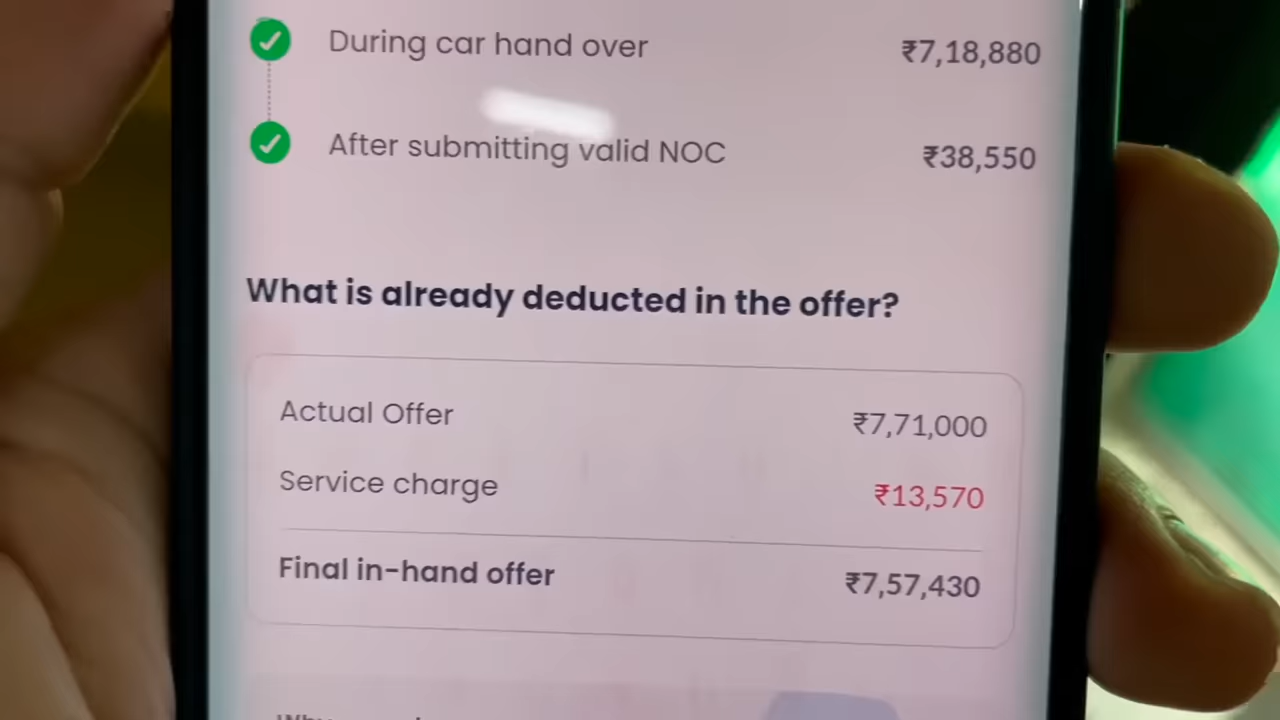 During car hand over ₹7,18,880
After submitting valid NOC ₹38,550
What is already deducted in the offer?
Actual Offer ₹7,71,000
Service charge ₹13,570
Final in-hand offer ₹7,57,430